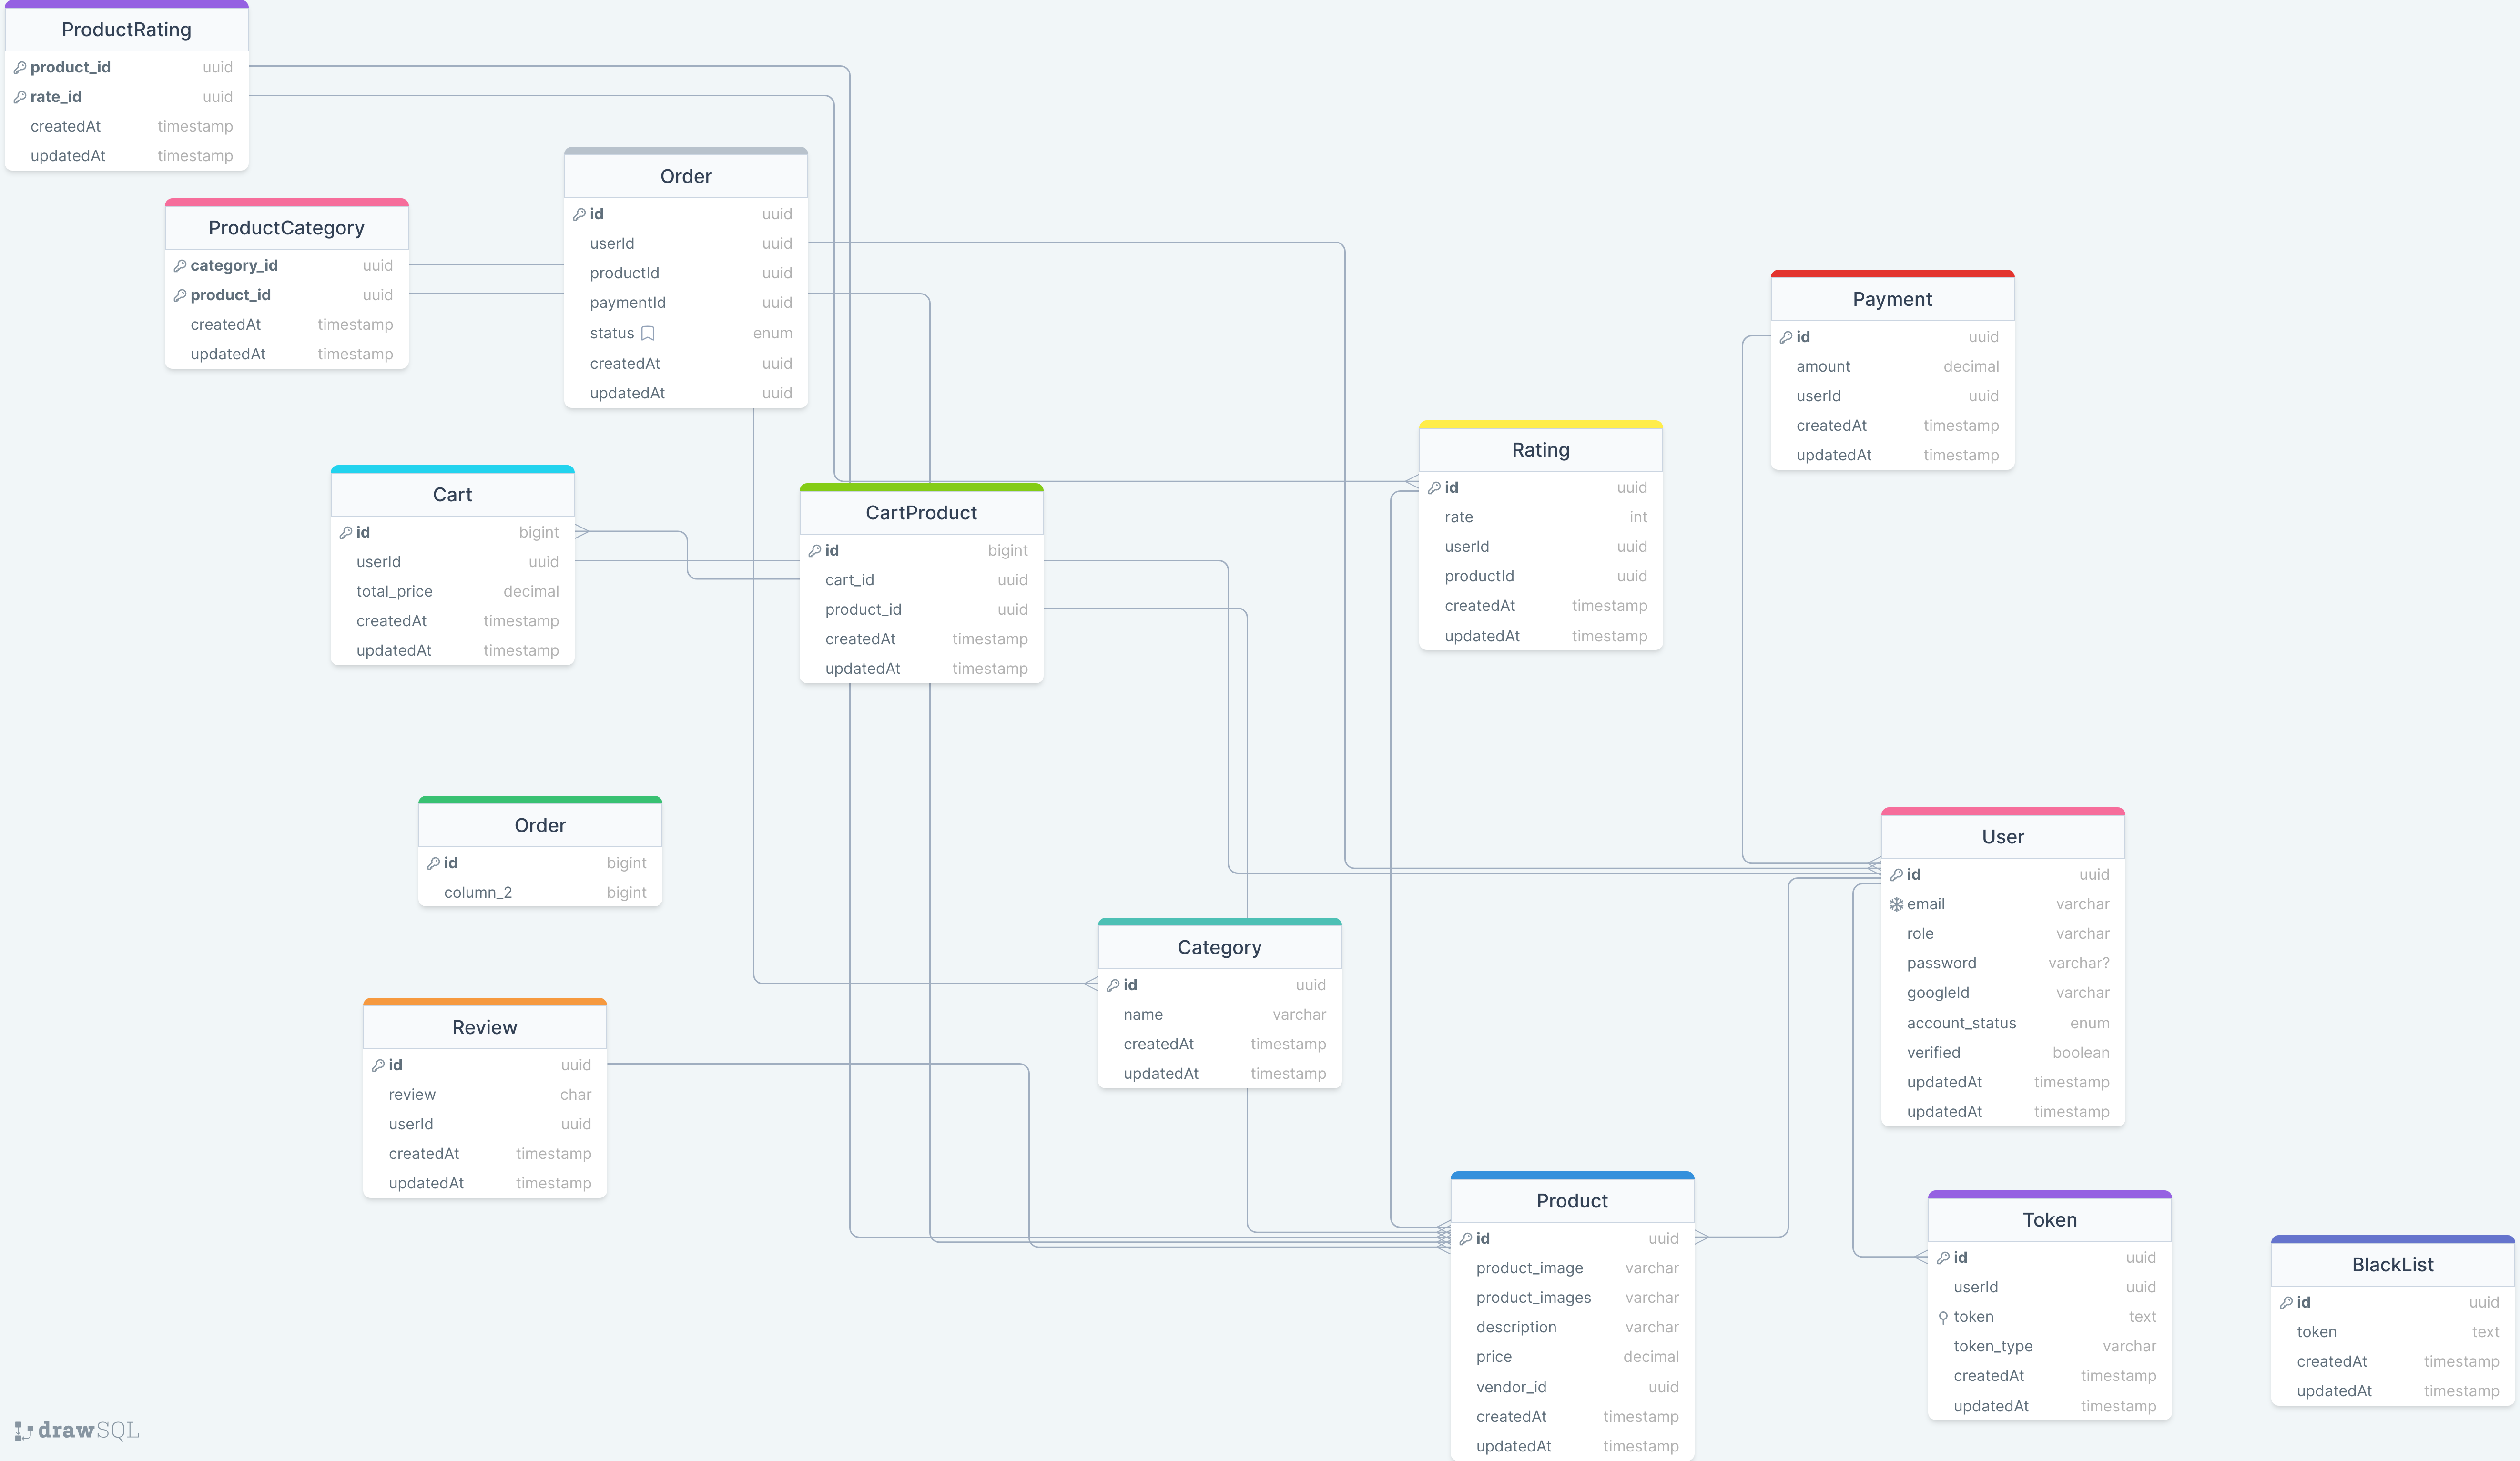 ProductRating
product_id uuid
rate_id uuid
createdAt timestamp
updatedAt timestamp
Order
id uuid
userId uuid
productId uuid
paymentId uuid
status enum
createdAt uuid
updatedAt uuid
ProductCategory
category_id uuid
product_id uuid
createdAt timestamp
updatedAt timestamp
Payment
id uuid
amount decimal
userId uuid
createdAt timestamp
updatedAt timestamp
Rating
id uuid
rate int
userId uuid
productId uuid
createdAt timestamp
updatedAt timestamp
Cart
id bigint
userId uuid
total_price decimal
createdAt timestamp
updatedAt timestamp
CartProduct
id bigint
cart_id uuid
product_id uuid
createdAt timestamp
updatedAt timestamp
Order
id bigint
column_2 bigint
User
id uuid
email varchar
role varchar
password varchar?
googleId varchar
account_status enum
verified boolean
updatedAt timestamp
updatedAt timestamp
Category
id uuid
name varchar
createdAt timestamp
updatedAt timestamp
Review
id uuid
review char
userId uuid
createdAt timestamp
updatedAt timestamp
Product
id uuid
product_image varchar
product_images varchar
description varchar
price decimal
vendor_id uuid
createdAt timestamp
updatedAt timestamp
Token
id uuid
userId uuid
token text
token_type varchar
createdAt timestamp
updatedAt timestamp
BlackList
id uuid
token text
createdAt timestamp
updatedAt timestamp
drawSQL